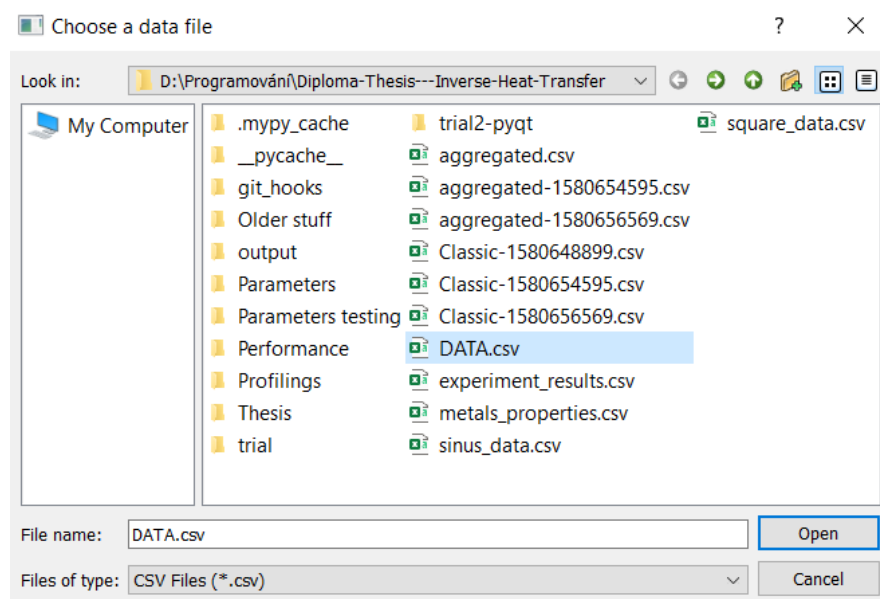 Choose a data file
Look in: D:\Programování\Diploma-Thesis---Inverse-Heat-Transfer
My Computer
.mypy_cache
__pycache__
git_hooks
Older stuff
output
Parameters
Parameters testing
Performance
Profilings
Thesis
trial
trial2-pyqt
aggregated.csv
aggregated-1580654595.csv
aggregated-1580656569.csv
Classic-1580648899.csv
Classic-1580654595.csv
Classic-1580656569.csv
DATA.csv
experiment_results.csv
metals_properties.csv
sinus_data.csv
square_data.csv
File name: DATA.csv Open
Files of type: CSV Files (*.csv) Cancel